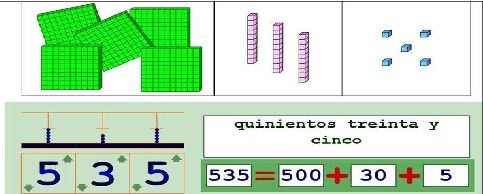 quinientos treinta y
cinco
5 3 5
535 = 500 + 30 + 5